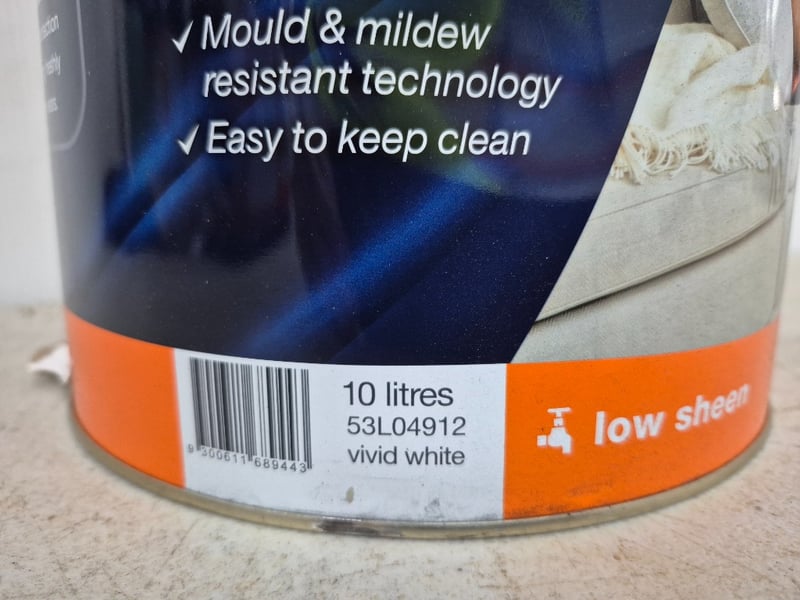 Mould & mildew
resistant technology
Easy to keep clean
10 litres
53L04912
vivid white
9 300611 689443
low sheen